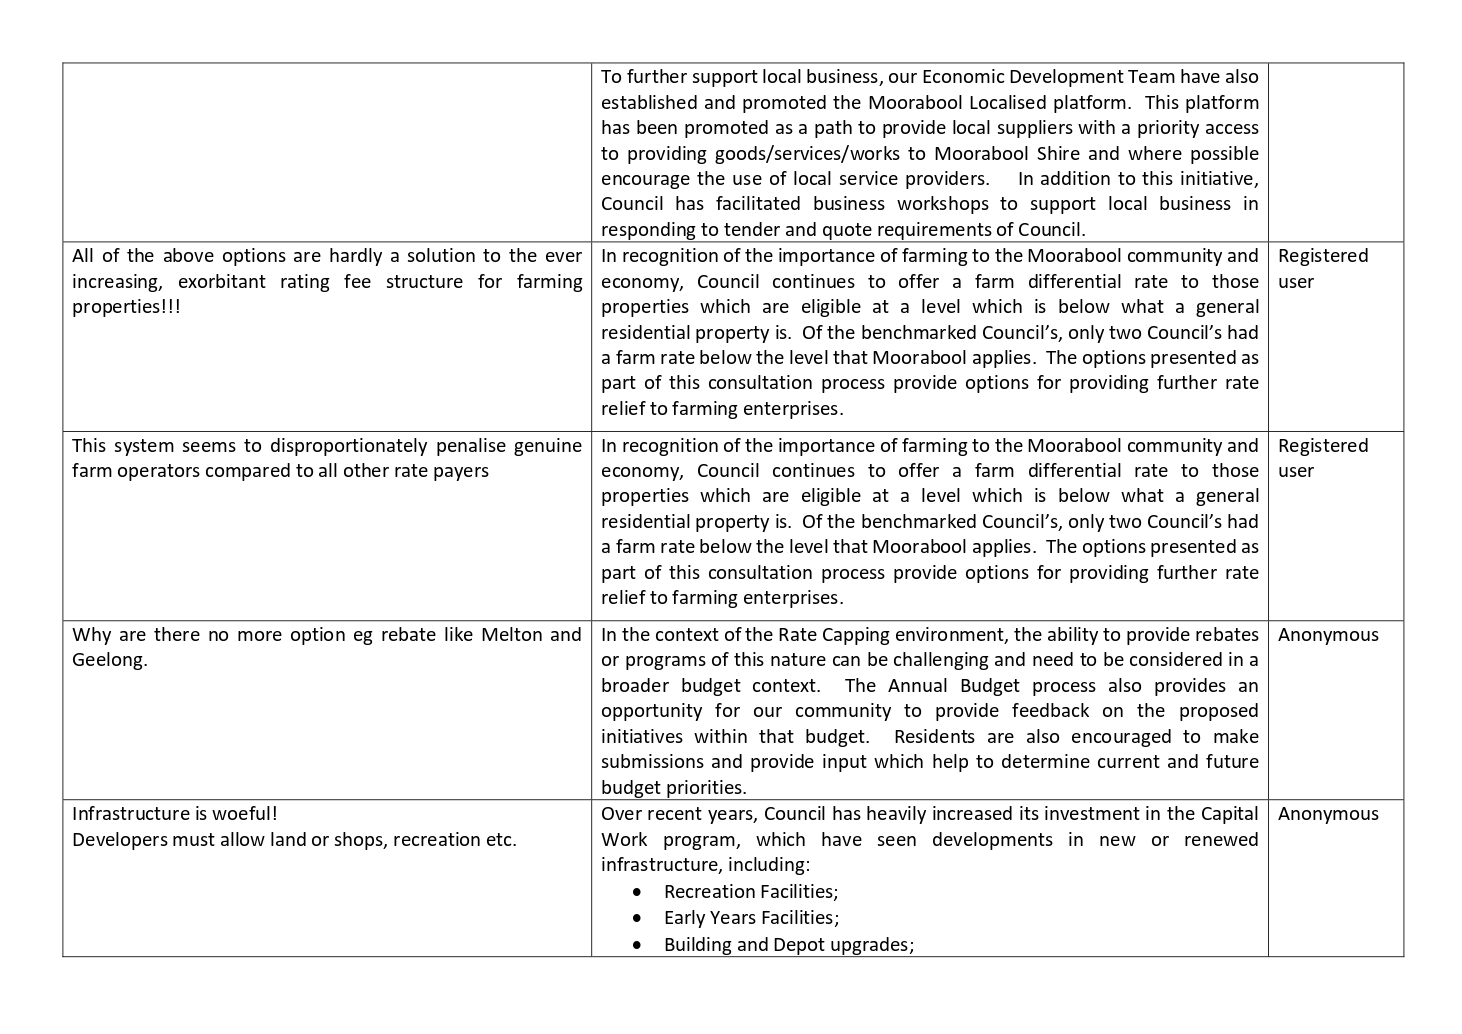 To further support local business, our Economic Development Team have also
established and promoted the Moorabool Localised platform.  This platform
has been promoted as a path to provide local suppliers with a priority access
to providing goods/services/works to Moorabool Shire and where possible
encourage the use of local service providers.    In addition to this initiative,
Council has facilitated business workshops to support local business in
responding to tender and quote requirements of Council.
All of the above options are hardly a solution to the ever
increasing, exorbitant rating fee structure for farming
properties!!!
In recognition of the importance of farming to the Moorabool community and
economy, Council continues to offer a farm differential rate to those
properties which are eligible at a level which is below what a general
residential property is.  Of the benchmarked Council’s, only two Council’s had
a farm rate below the level that Moorabool applies.  The options presented as
part of this consultation process provide options for providing further rate
relief to farming enterprises.
Registered
user
This system seems to disproportionately penalise genuine
farm operators compared to all other rate payers
In recognition of the importance of farming to the Moorabool community and
economy, Council continues to offer a farm differential rate to those
properties which are eligible at a level which is below what a general
residential property is.  Of the benchmarked Council’s, only two Council’s had
a farm rate below the level that Moorabool applies.  The options presented as
part of this consultation process provide options for providing further rate
relief to farming enterprises.
Registered
user
Why are there no more option eg rebate like Melton and
Geelong.
In the context of the Rate Capping environment, the ability to provide rebates
or programs of this nature can be challenging and need to be considered in a
broader budget context.  The Annual Budget process also provides an
opportunity for our community to provide feedback on the proposed
initiatives within that budget.  Residents are also encouraged to make
submissions and provide input which help to determine current and future
budget priorities.
Anonymous
Infrastructure is woeful!
Developers must allow land or shops, recreation etc.
Over recent years, Council has heavily increased its investment in the Capital
Work program, which have seen developments in new or renewed
infrastructure, including:
• Recreation Facilities;
• Early Years Facilities;
• Building and Depot upgrades;
Anonymous